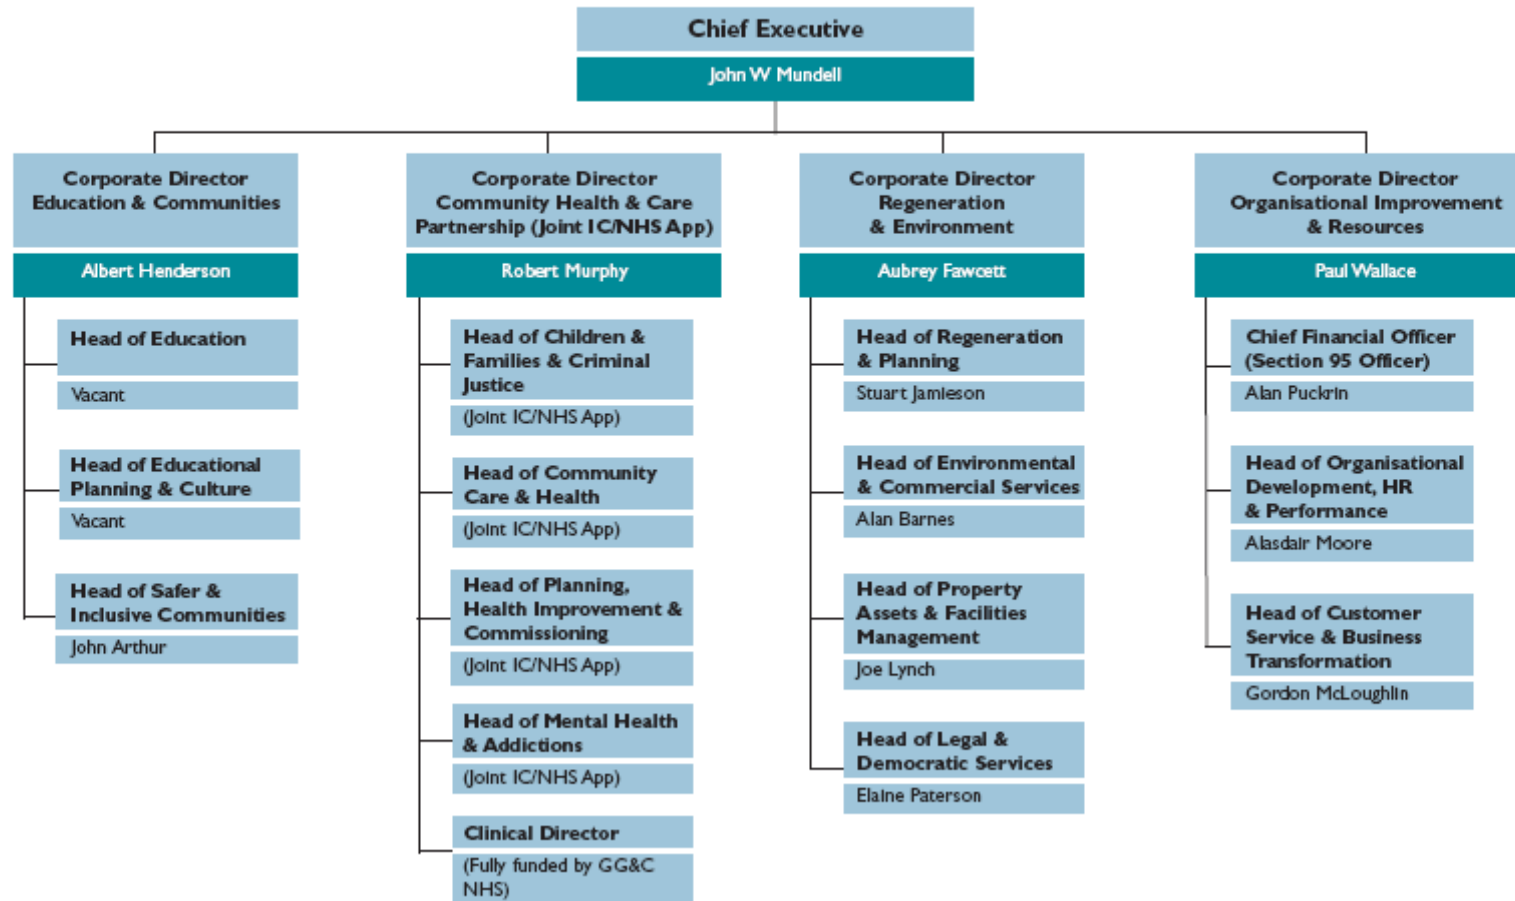 Chief Executive
John W Mundell
Corporate Director
Education & Communities
Albert Henderson
Head of Education
Vacant
Head of Educational
Planning & Culture
Vacant
Head of Safer &
Inclusive Communities
John Arthur
Corporate Director
Community Health & Care
Partnership (Joint IC/NHS App)
Robert Murphy
Head of Children &
Families & Criminal
Justice
(Joint IC/NHS App)
Head of Community
Care & Health
(Joint IC/NHS App)
Head of Planning,
Health Improvement &
Commissioning
(Joint IC/NHS App)
Head of Mental Health
& Addictions
(Joint IC/NHS App)
Clinical Director
(Fully funded by GG&C
NHS)
Corporate Director
Regeneration
& Environment
Aubrey Fawcett
Head of Regeneration
& Planning
Stuart Jamieson
Head of Environmental
& Commercial Services
Alan Barnes
Head of Property
Assets & Facilities
Management
Joe Lynch
Head of Legal &
Democratic Services
Elaine Paterson
Corporate Director
Organisational Improvement
& Resources
Paul Wallace
Chief Financial Officer
(Section 95 Officer)
Alan Puckrin
Head of Organisational
Development, HR
& Performance
Alasdair Moore
Head of Customer
Service & Business
Transformation
Gordon McLoughlin